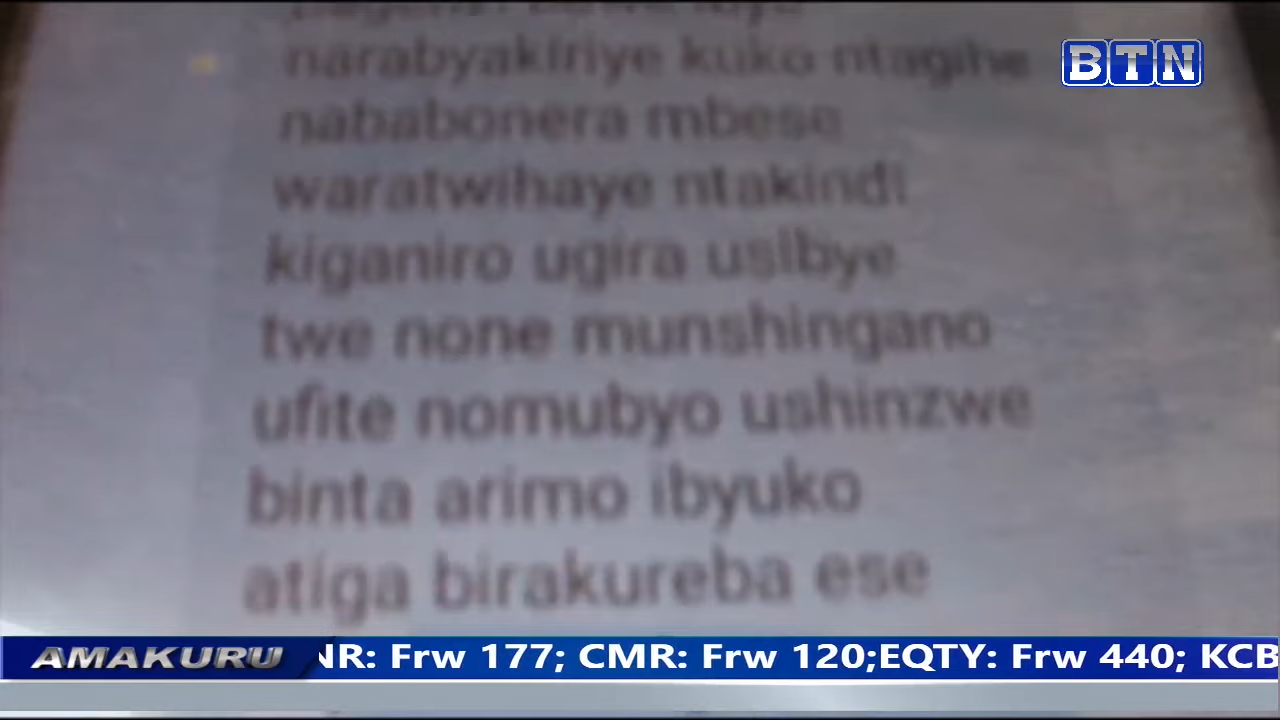 narabyakiriye kuko ntagihe
nababonera mbese
waratwihaye ntakindi
kiganiro ugira usibye
twe none munshingano
ufite nomubyo ushinzwe
binta arimo ibyuko
atiga birakureba ese
BTN
AMAKURU
NR: Frw 177; CMR: Frw 120;EQTY: Frw 440; KCB